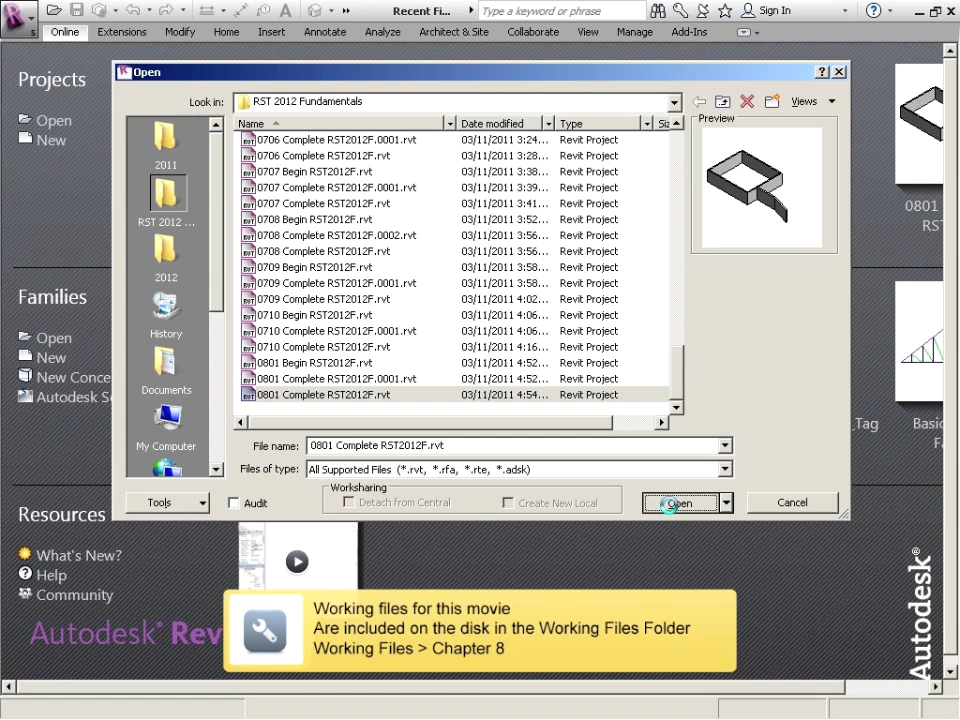 Recent Fi...
Type a keyword or phrase
Sign In
Online Extensions Modify Home Insert Annotate Analyze Architect & Site Collaborate View Manage Add-Ins
Projects
Open
New
Families
Open
New
New Conce
Autodesk S
Resources
What's New?
Help
Community
Autodesk® Rev
Open
Look in: RST 2012 Fundamentals Views
Name Date modified Type Siz
0706 Complete RST2012F.0001.rvt 03/11/2011 3:24... Revit Project
0706 Complete RST2012F.rvt 03/11/2011 3:28... Revit Project
0707 Begin RST2012F.rvt 03/11/2011 3:38... Revit Project
0707 Complete RST2012F.0001.rvt 03/11/2011 3:39... Revit Project
0707 Complete RST2012F.rvt 03/11/2011 3:41... Revit Project
0708 Begin RST2012F.rvt 03/11/2011 3:52... Revit Project
0708 Complete RST2012F.0002.rvt 03/11/2011 3:56... Revit Project
0708 Complete RST2012F.rvt 03/11/2011 3:56... Revit Project
0709 Begin RST2012F.rvt 03/11/2011 3:58... Revit Project
0709 Complete RST2012F.0001.rvt 03/11/2011 3:58... Revit Project
0709 Complete RST2012F.rvt 03/11/2011 4:02... Revit Project
0710 Begin RST2012F.rvt 03/11/2011 4:06... Revit Project
0710 Complete RST2012F.0001.rvt 03/11/2011 4:06... Revit Project
0710 Complete RST2012F.rvt 03/11/2011 4:16... Revit Project
0801 Begin RST2012F.rvt 03/11/2011 4:52... Revit Project
0801 Complete RST2012F.0001.rvt 03/11/2011 4:52... Revit Project
0801 Complete RST2012F.rvt 03/11/2011 4:54... Revit Project
2011
RST 2012 ...
2012
History
Documents
My Computer
Preview
File name: 0801 Complete RST2012F.rvt
Files of type: All Supported Files (*.rvt, *.rfa, *.rte, *.adsk)
Worksharing
Tools Audit Detach from Central Create New Local Open Cancel
0801
RST
_Tag
Basic
Fa
Working files for this movie
Are included on the disk in the Working Files Folder
Working Files > Chapter 8
Autodesk®